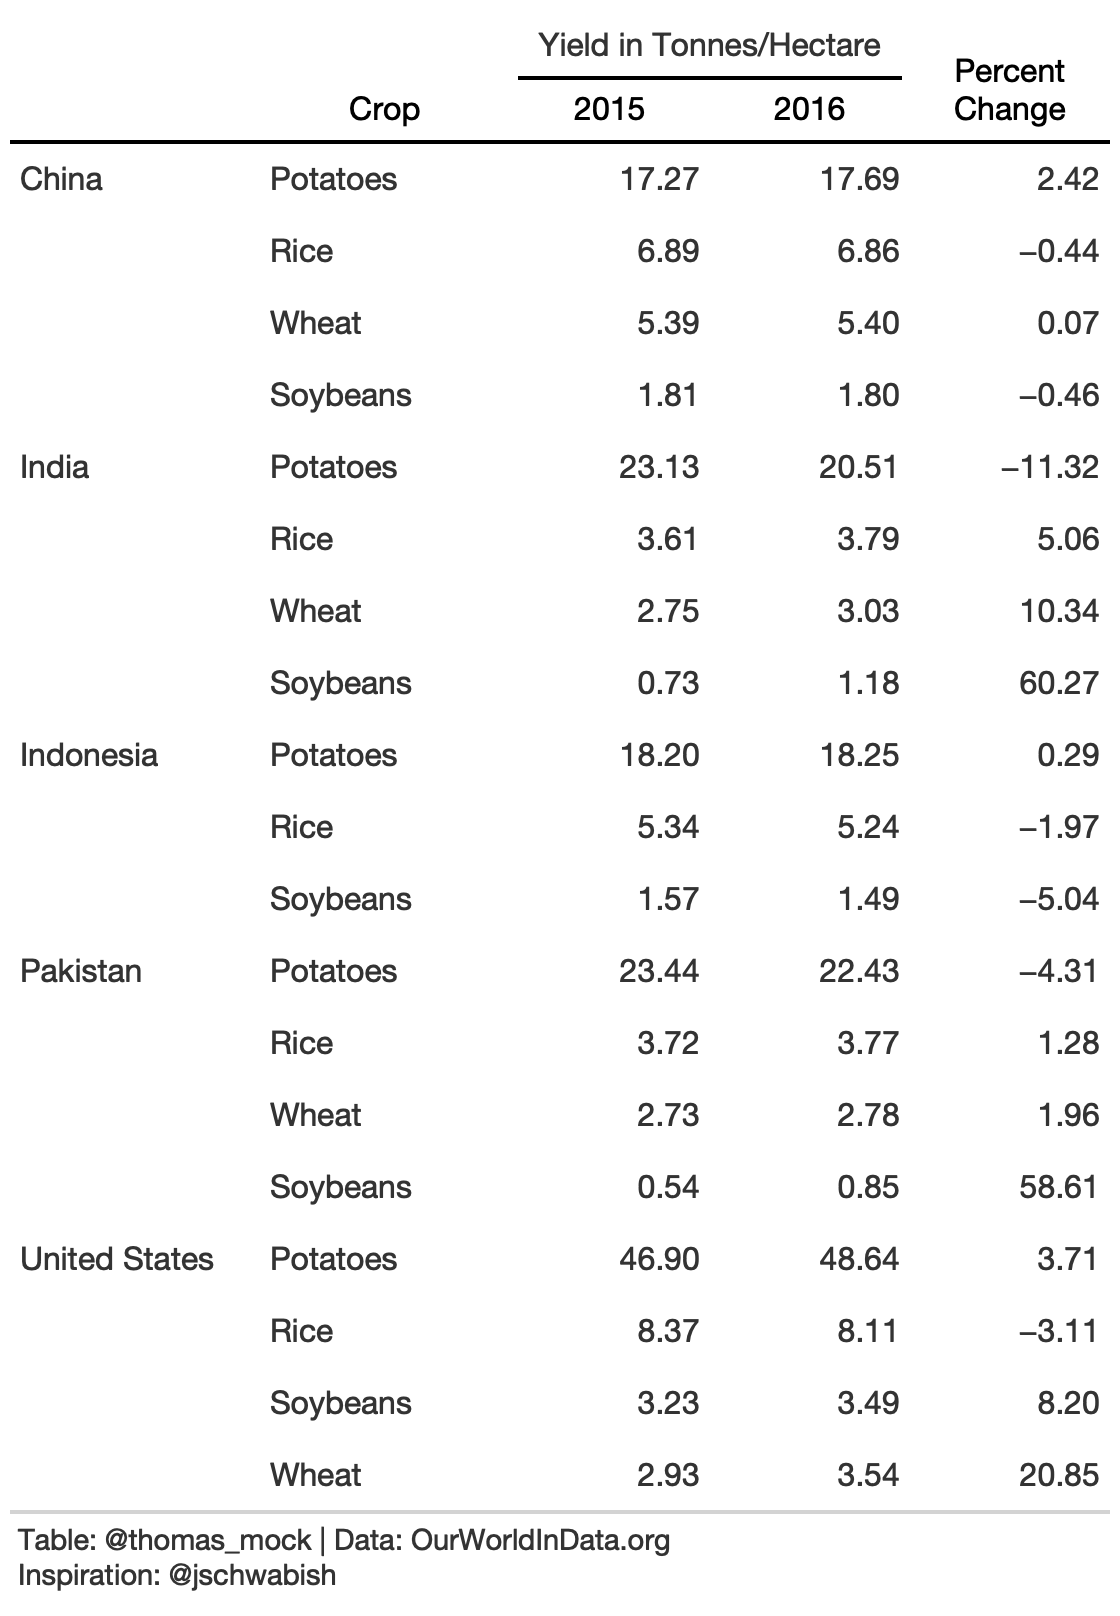 Yield in Tonnes/Hectare
Percent
Crop 2015 2016 Change
China Potatoes 17.27 17.69 2.42
Rice 6.89 6.86 −0.44
Wheat 5.39 5.40 0.07
Soybeans 1.81 1.80 −0.46
India Potatoes 23.13 20.51 −11.32
Rice 3.61 3.79 5.06
Wheat 2.75 3.03 10.34
Soybeans 0.73 1.18 60.27
Indonesia Potatoes 18.20 18.25 0.29
Rice 5.34 5.24 −1.97
Soybeans 1.57 1.49 −5.04
Pakistan Potatoes 23.44 22.43 −4.31
Rice 3.72 3.77 1.28
Wheat 2.73 2.78 1.96
Soybeans 0.54 0.85 58.61
United States Potatoes 46.90 48.64 3.71
Rice 8.37 8.11 −3.11
Soybeans 3.23 3.49 8.20
Wheat 2.93 3.54 20.85
Table: @thomas_mock | Data: OurWorldInData.org
Inspiration: @jschwabish